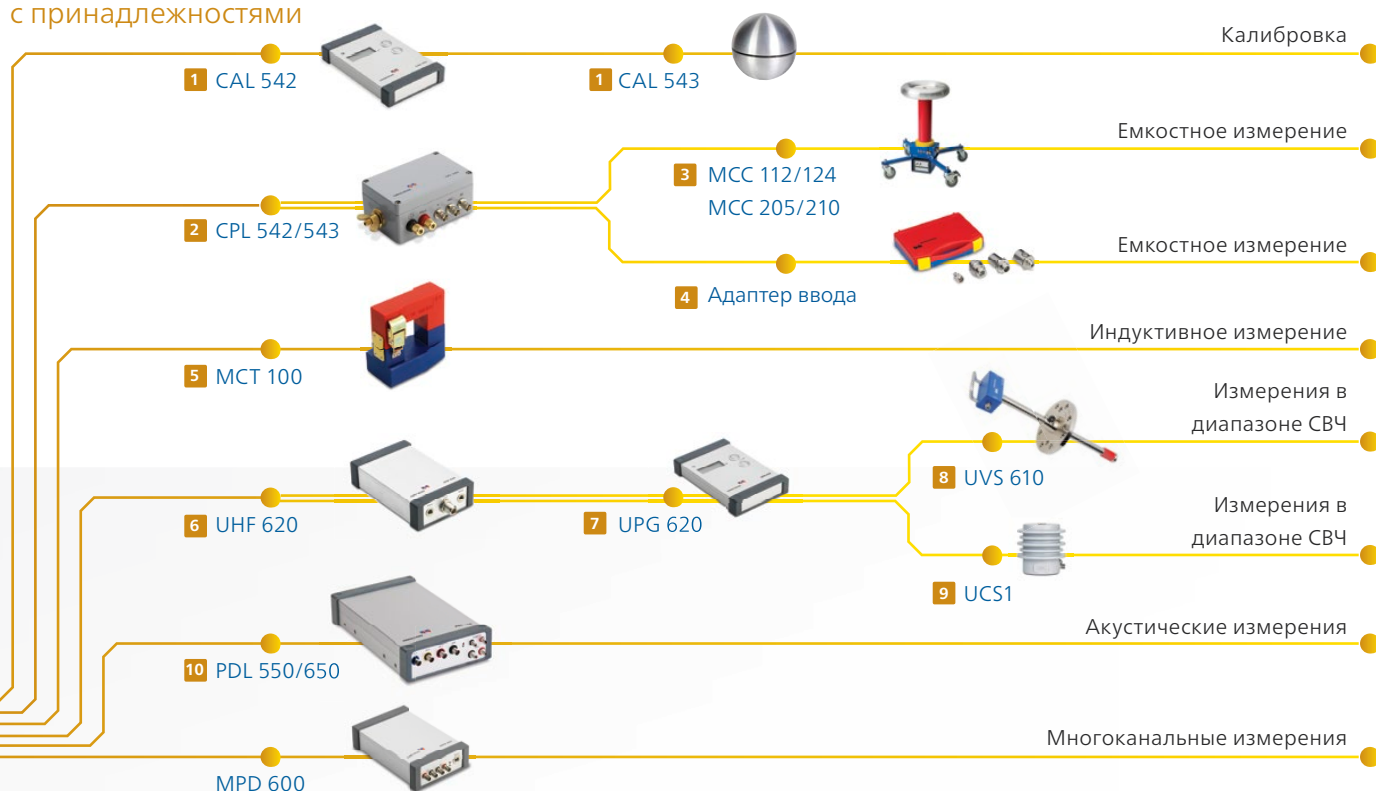 с принадлежностями
Калибровка
1 CAL 542
1 CAL 543
Емкостное измерение
3 MCC 112/124
MCC 205/210
2 CPL 542/543
Емкостное измерение
4 Адаптер ввода
Индуктивное измерение
5 MCT 100
Измерения в
диапазоне СВЧ
8 UVS 610
Измерения в
диапазоне СВЧ
6 UHF 620
7 UPG 620
9 UCS1
Акустические измерения
10 PDL 550/650
Многоканальные измерения
MPD 600